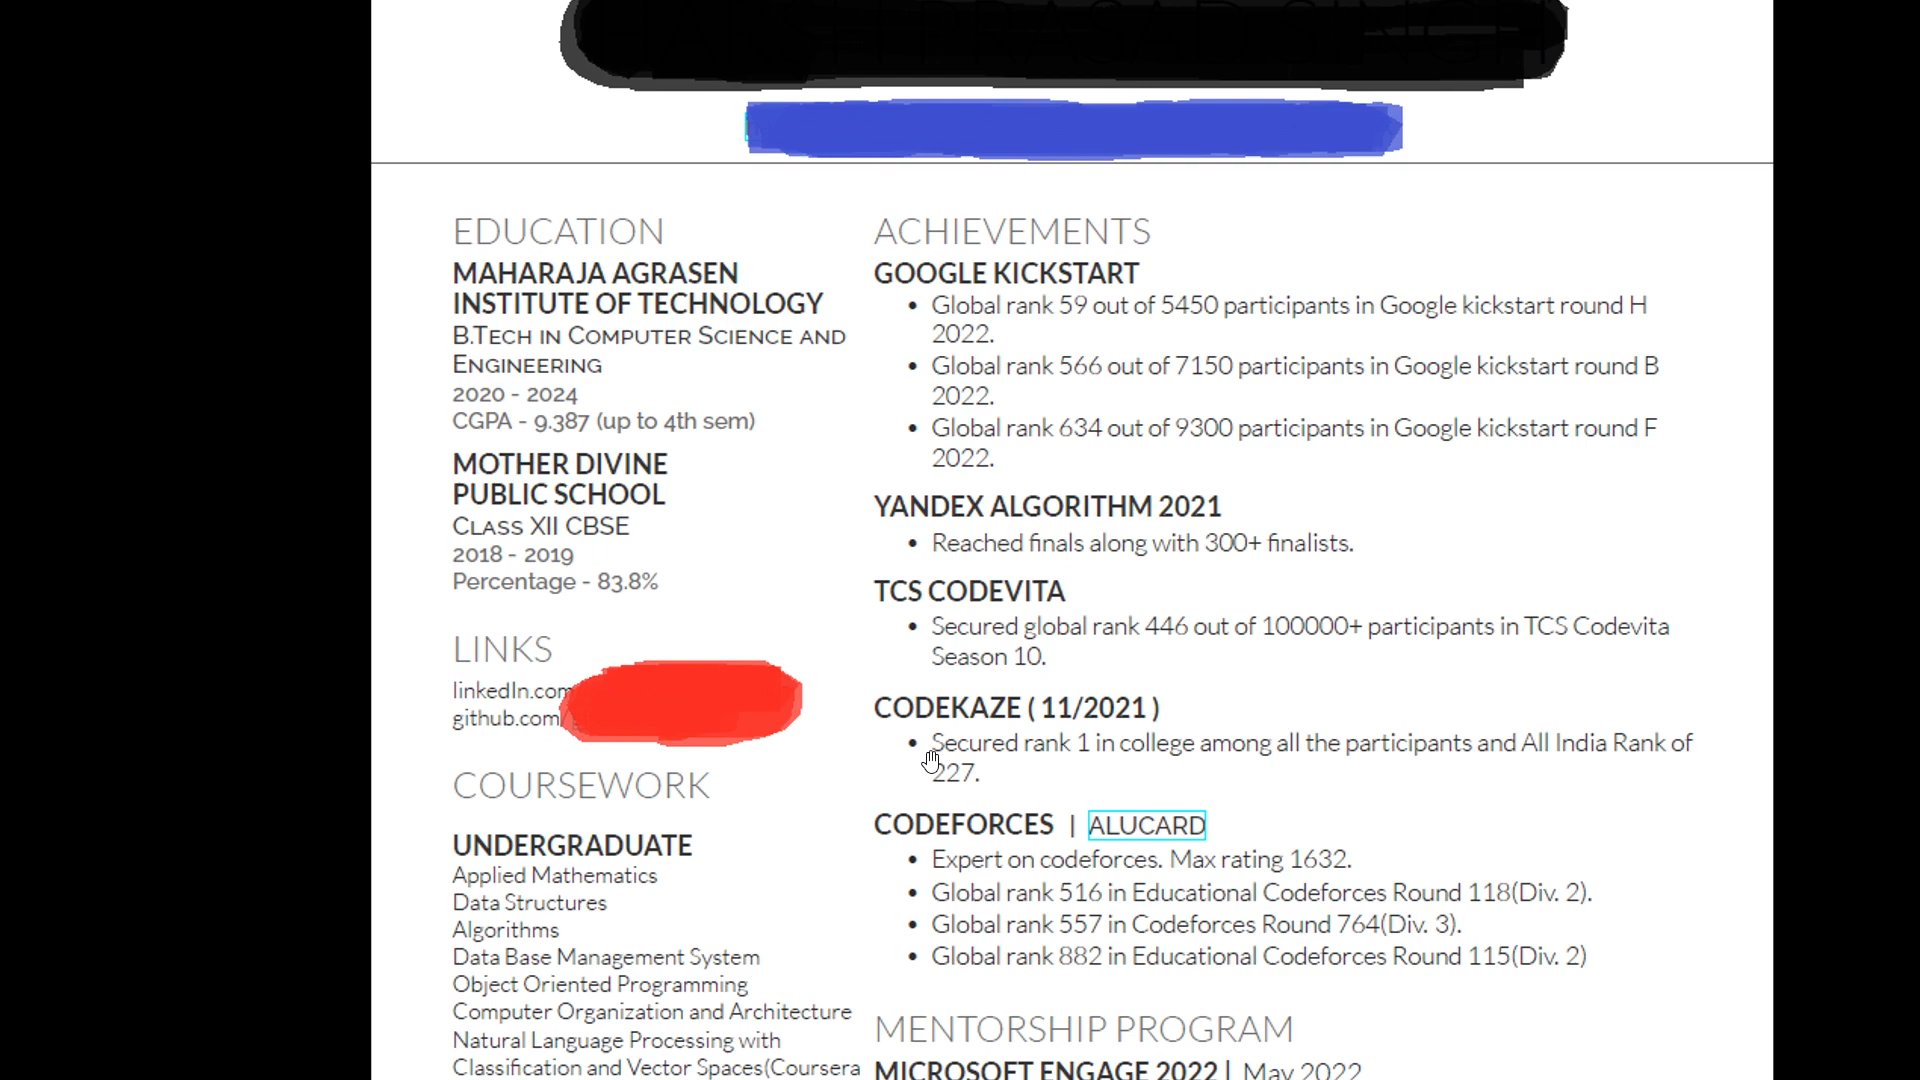 EDUCATION
MAHARAJA AGRASEN
INSTITUTE OF TECHNOLOGY
B.Tech in Computer Science and
Engineering
2020 - 2024
CGPA - 9.387 (up to 4th sem)
MOTHER DIVINE
PUBLIC SCHOOL
Class XII CBSE
2018 - 2019
Percentage - 83.8%
LINKS
linkedIn.com
github.com/
COURSEWORK
UNDERGRADUATE
Applied Mathematics
Data Structures
Algorithms
Data Base Management System
Object Oriented Programming
Computer Organization and Architecture
Natural Language Processing with
Classification and Vector Spaces(Coursera
ACHIEVEMENTS
GOOGLE KICKSTART
• Global rank 59 out of 5450 participants in Google kickstart round H
2022.
• Global rank 566 out of 7150 participants in Google kickstart round B
2022.
• Global rank 634 out of 9300 participants in Google kickstart round F
2022.
YANDEX ALGORITHM 2021
• Reached finals along with 300+ finalists.
TCS CODEVITA
• Secured global rank 446 out of 100000+ participants in TCS Codevita
Season 10.
CODEKAZE ( 11/2021 )
• Secured rank 1 in college among all the participants and All India Rank of
227.
CODEFORCES | ALUCARD
• Expert on codeforces. Max rating 1632.
• Global rank 516 in Educational Codeforces Round 118(Div. 2).
• Global rank 557 in Codeforces Round 764(Div. 3).
• Global rank 882 in Educational Codeforces Round 115(Div. 2)
MENTORSHIP PROGRAM
MICROSOFT ENGAGE 2022 | May 2022